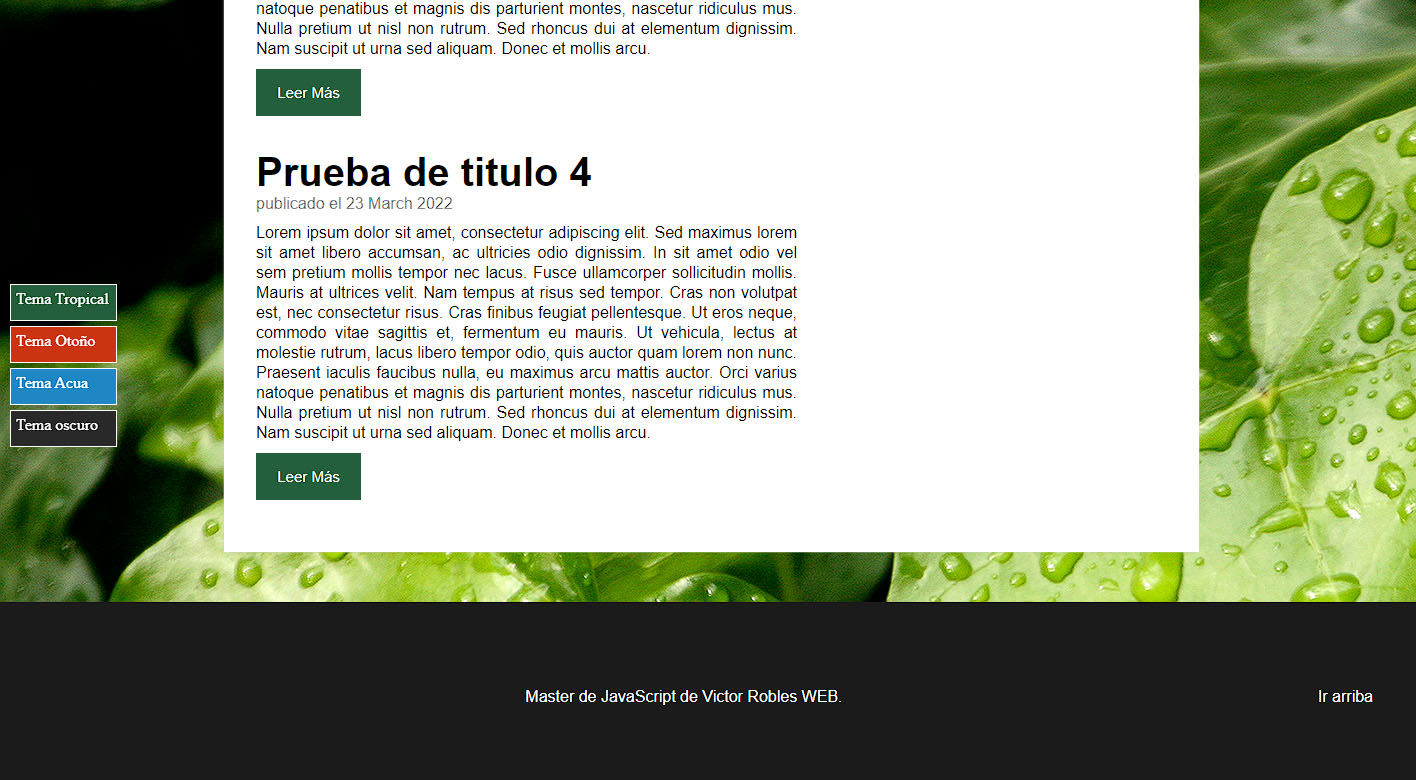 natoque penatibus et magnis dis parturient montes, nascetur ridiculus mus.
Nulla pretium ut nisl non rutrum. Sed rhoncus dui at elementum dignissim.
Nam suscipit ut urna sed aliquam. Donec et mollis arcu.
Leer Más
Prueba de titulo 4
publicado el 23 March 2022
Lorem ipsum dolor sit amet, consectetur adipiscing elit. Sed maximus lorem
sit amet libero accumsan, ac ultricies odio dignissim. In sit amet odio vel
sem pretium mollis tempor nec lacus. Fusce ullamcorper sollicitudin mollis.
Mauris at ultrices velit. Nam tempus at risus sed tempor. Cras non volutpat
est, nec consectetur risus. Cras finibus feugiat pellentesque. Ut eros neque,
commodo vitae sagittis et, fermentum eu mauris. Ut vehicula, lectus at
molestie rutrum, lacus libero tempor odio, quis auctor quam lorem non nunc.
Praesent iaculis faucibus nulla, eu maximus arcu mattis auctor. Orci varius
natoque penatibus et magnis dis parturient montes, nascetur ridiculus mus.
Nulla pretium ut nisl non rutrum. Sed rhoncus dui at elementum dignissim.
Nam suscipit ut urna sed aliquam. Donec et mollis arcu.
Leer Más
Tema Tropical
Tema Otoño
Tema Acua
Tema oscuro
Master de JavaScript de Victor Robles WEB.
Ir arriba